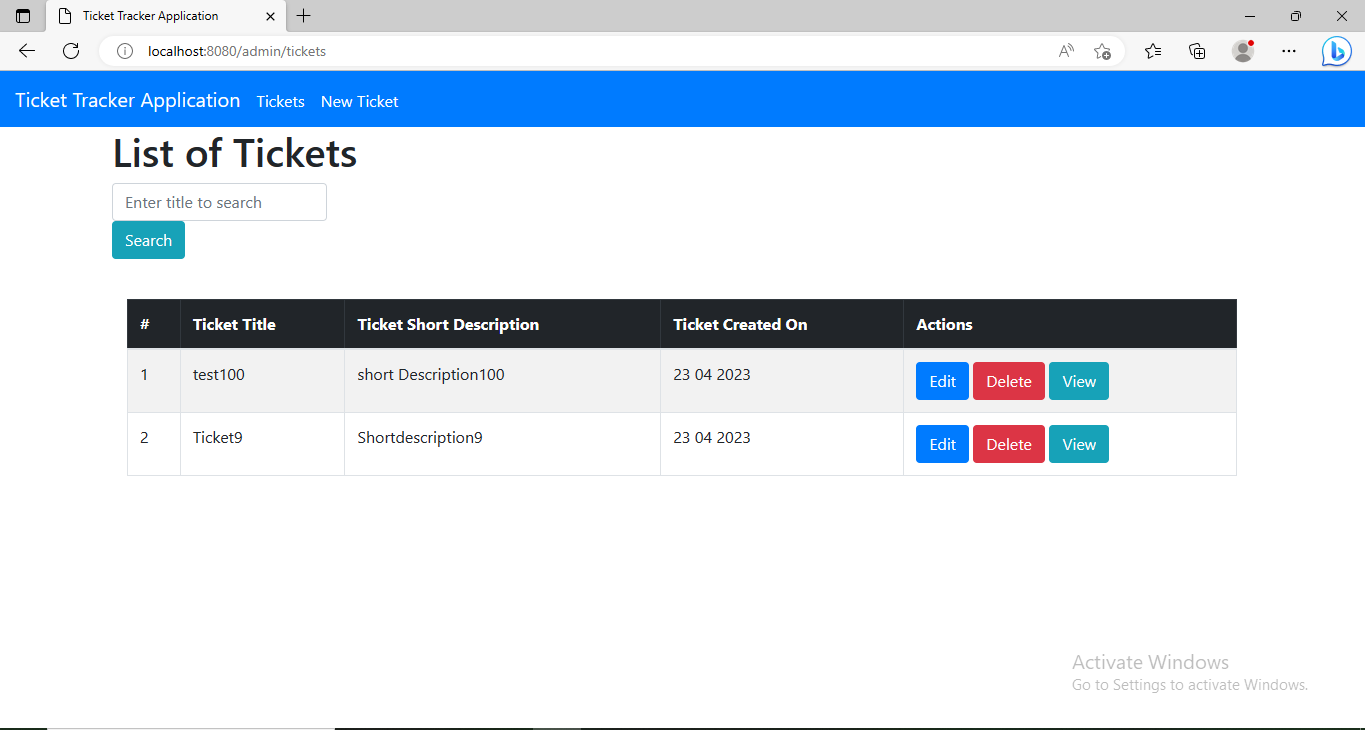 Ticket Tracker Application
localhost:8080/admin/tickets
Ticket Tracker Application Tickets New Ticket
List of Tickets
Enter title to search
Search
# Ticket Title Ticket Short Description Ticket Created On Actions
1 test100 short Description100 23 04 2023 Edit Delete View
2 Ticket9 Shortdescription9 23 04 2023 Edit Delete View
Activate Windows
Go to Settings to activate Windows.